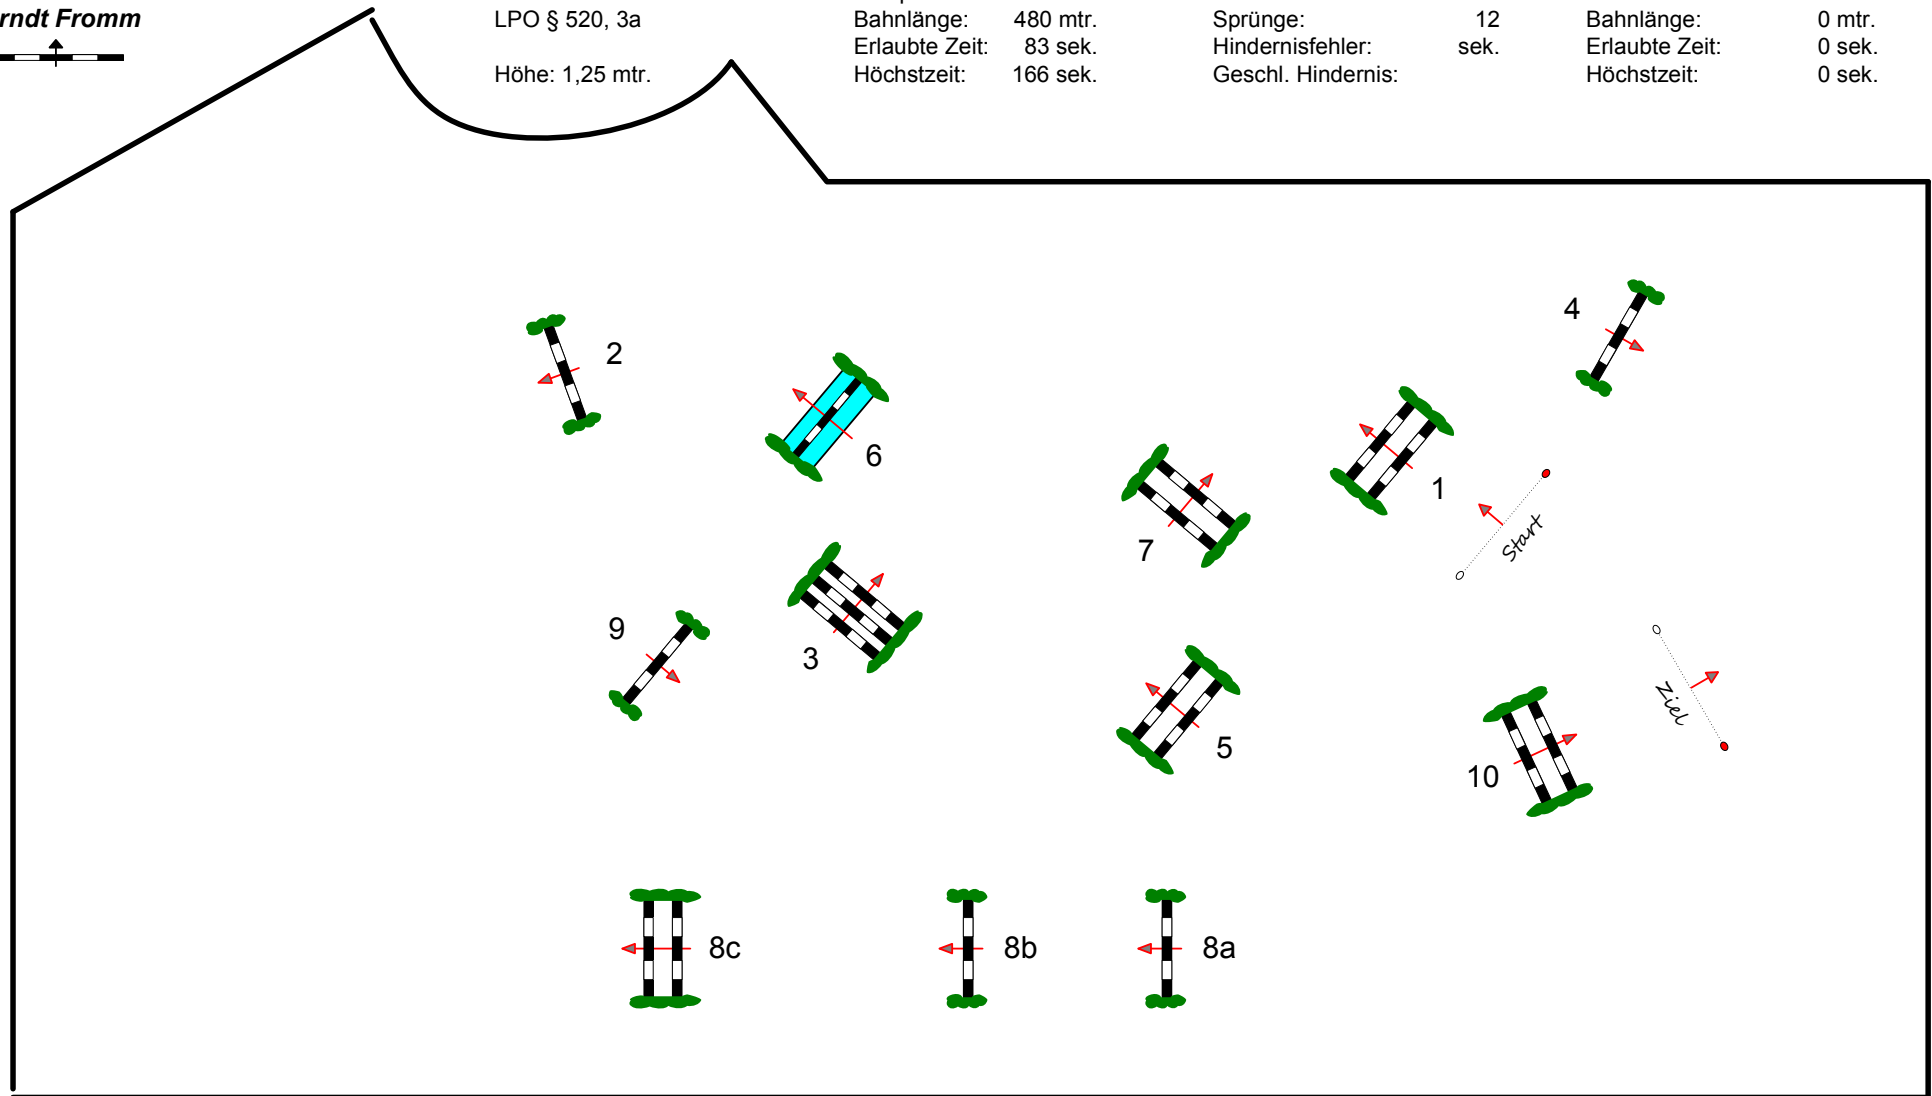 rndt Fromm
LPO § 520, 3a
Höhe: 1,25 mtr.
Bahnlänge: 480 mtr.
Erlaubte Zeit: 83 sek.
Höchstzeit: 166 sek.
Sprünge: 12
Hindernisfehler: sek.
Geschl. Hindernis:
Bahnlänge: 0 mtr.
Erlaubte Zeit: 0 sek.
Höchstzeit: 0 sek.
4
2
6
1
7
Start
9
3
Ziel
5
10
8c
8b
8a